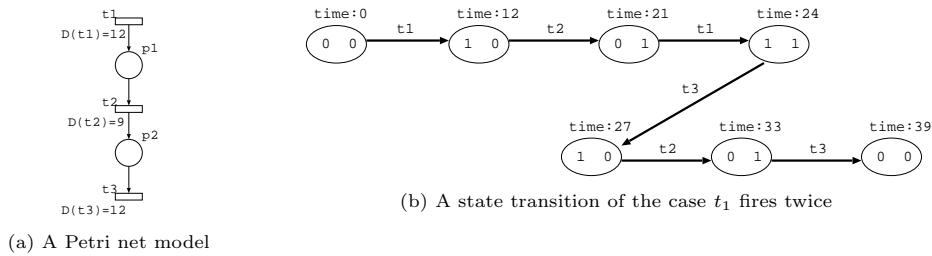 t1
D(t1)=12
p1
t2
D(t2)=9
p2
t3
D(t3)=12
(a) A Petri net model
time:0
time:12
time:21
time:24
0 0
t1
1 0
t2
0 1
t1
1 1
t3
time:27
time:33
time:39
1 0
t2
0 1
t3
0 0
(b) A state transition of the case t1 fires twice